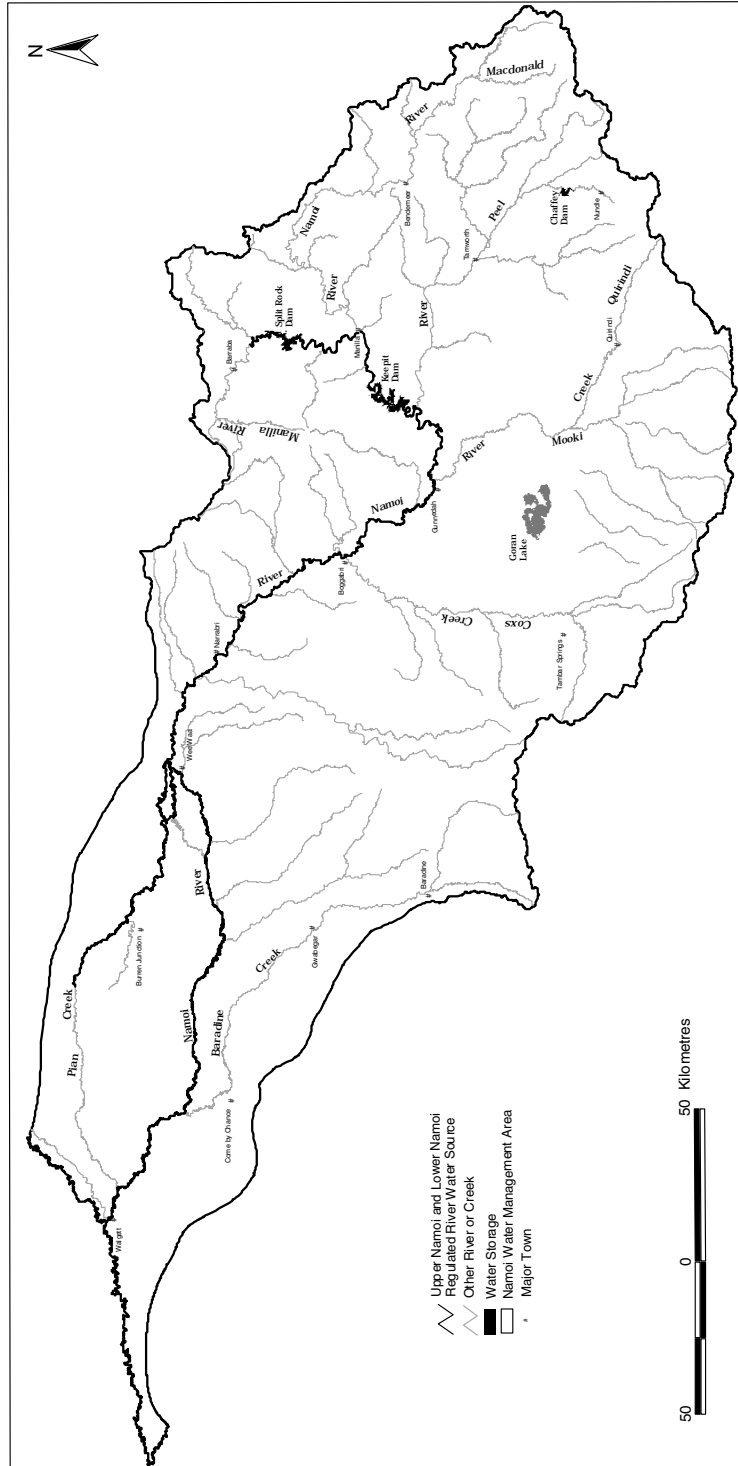 N
Macdonald
River
Namoi
River
Bendemeer
Peel
River
Tamworth
Chaffey
Dam
Nundle
Split Rock
Dam
Barraba
Manilla
Keepit
Dam
Manilla
River
Quirindi
Creek
Quirindi
Mooki
River
Gunnedah
Namoi
River
Boggabri
Goran
Lake
Coxs
Creek
Tambar Springs
Narrabri
Wee Waa
River
Namoi
Baradine
Gwabegar
Creek
Baradine
Burren Junction
Pian
Creek
Come by Chance
Walgett
Upper Namoi and Lower Namoi
Regulated River Water Source
Other River or Creek
Water Storage
Namoi Water Management Area
# Major Town
50 0 50 Kilometres